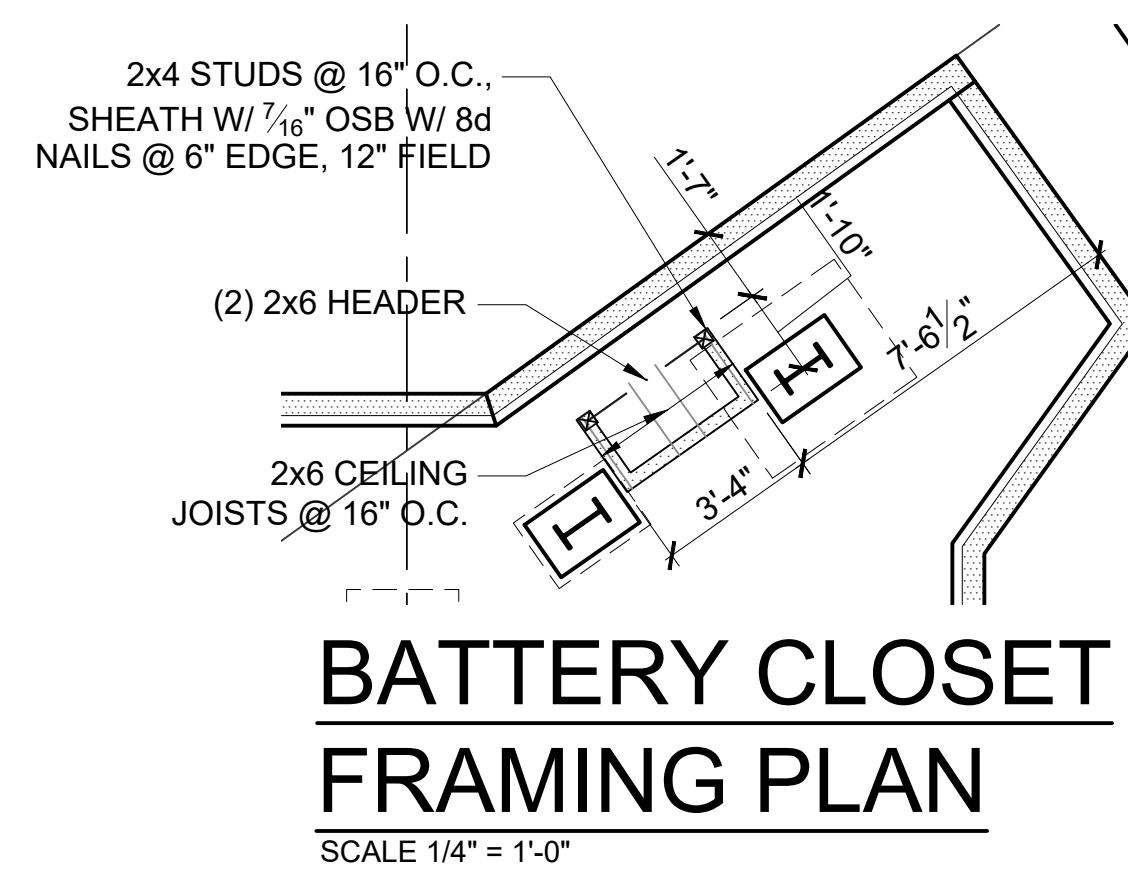 2x4 STUDS @ 16" O.C.,
SHEATH W/ 7⁄16" OSB W/ 8d
NAILS @ 6" EDGE, 12" FIELD
1'-7"
1'-10"
(2) 2x6 HEADER
7'-6 1/2"
2x6 CEILING
JOISTS @ 16" O.C.
3'-4"
BATTERY CLOSET
FRAMING PLAN
SCALE 1/4" = 1'-0"